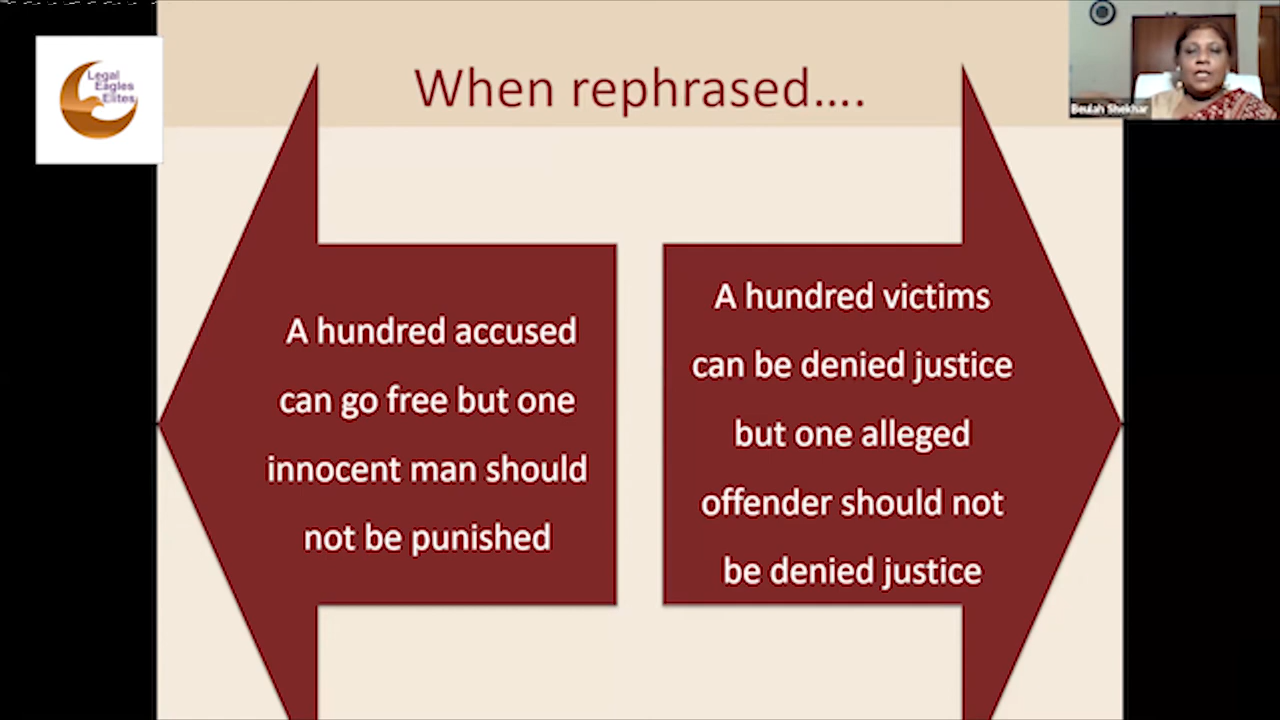 Legal
Eagles
Elites
When rephrased....
Beulah Shekhar
A hundred accused
can go free but one
innocent man should
not be punished
A hundred victims
can be denied justice
but one alleged
offender should not
be denied justice